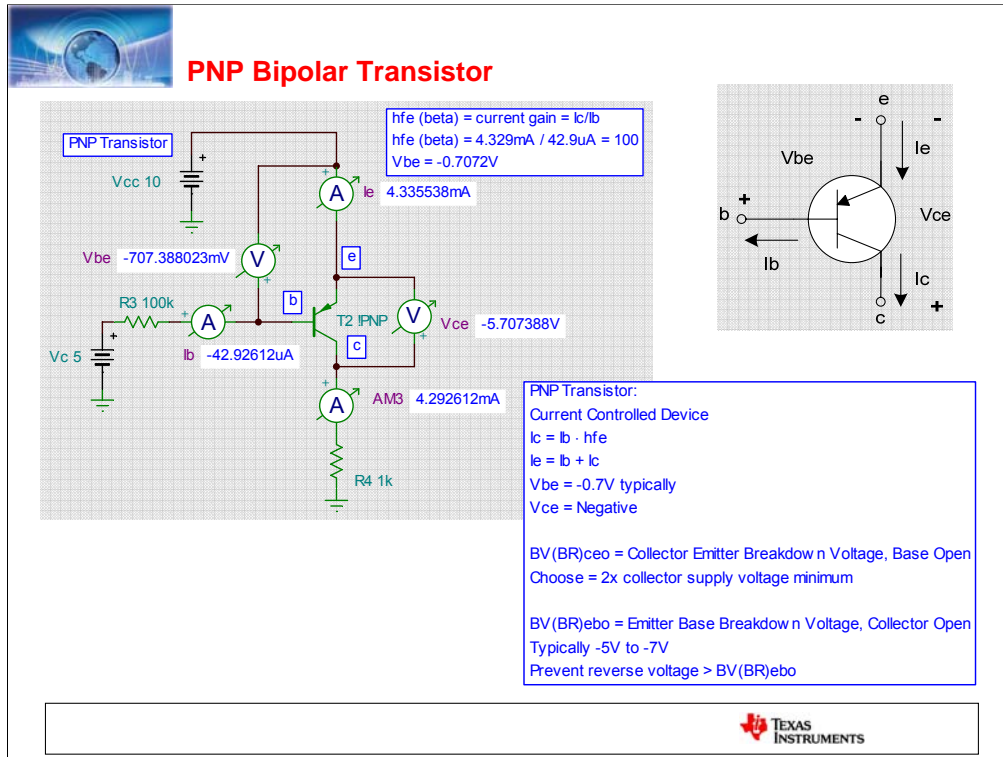 PNP Bipolar Transistor
PNP Transistor
hfe (beta) = current gain = Ic/Ib
hfe (beta) = 4.329mA / 42.9uA = 100
Vbe = -0.7072V
+
Vcc 10
+
A
Ie 4.335538mA
Vbe -707.388023mV
V
+
e
b
R3 100k
+
A
T2 !PNP
V
+
Vce -5.707388V
+
Vc 5
Ib -42.92612uA
c
+
A
AM3 4.292612mA
R4 1k
e
-
-
Ie
Vbe
+
b
Vce
Ib
Ic
c
+
PNP Transistor:
Current Controlled Device
Ic = Ib · hfe
Ie = Ib + Ic
Vbe = -0.7V typically
Vce = Negative
BV(BR)ceo = Collector Emitter Breakdown Voltage, Base Open
Choose = 2x collector supply voltage minimum
BV(BR)ebo = Emitter Base Breakdown Voltage, Collector Open
Typically -5V to -7V
Prevent reverse voltage > BV(BR)ebo
TEXAS
INSTRUMENTS